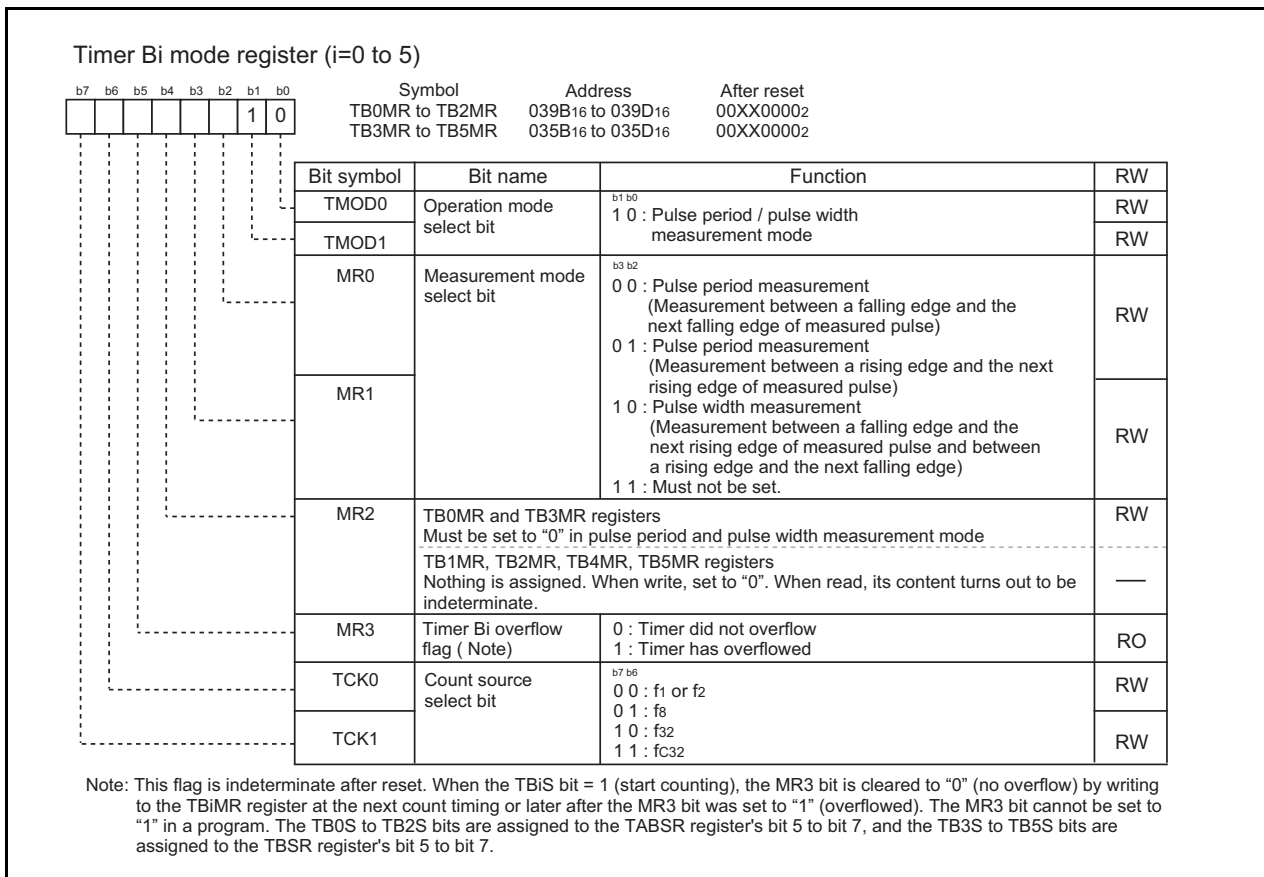 Timer Bi mode register (i=0 to 5)
b7 b6 b5 b4 b3 b2 b1 b0
1 0
Symbol Address After reset
TB0MR to TB2MR 039B16 to 039D16 00XX00002
TB3MR to TB5MR 035B16 to 035D16 00XX00002
Bit symbol Bit name Function RW
TMOD0 Operation mode select bit b1 b0 RW
1 0 : Pulse period / pulse width
measurement mode
TMOD1 RW
MR0 Measurement mode select bit b3 b2
0 0 : Pulse period measurement
(Measurement between a falling edge and the
next falling edge of measured pulse) RW
0 1 : Pulse period measurement
(Measurement between a rising edge and the next
MR1 rising edge of measured pulse)
1 0 : Pulse width measurement
(Measurement between a falling edge and the
next rising edge of measured pulse and between RW
a rising edge and the next falling edge)
1 1 : Must not be set.
MR2 TB0MR and TB3MR registers RW
Must be set to “0” in pulse period and pulse width measurement mode
TB1MR, TB2MR, TB4MR, TB5MR registers
Nothing is assigned. When write, set to “0”. When read, its content turns out to be —
indeterminate.
MR3 Timer Bi overflow 0 : Timer did not overflow RO
flag ( Note) 1 : Timer has overflowed
TCK0 Count source select bit b7 b6 RW
0 0 : f1 or f2
0 1 : f8
1 0 : f32
TCK1 1 1 : fC32 RW
Note: This flag is indeterminate after reset. When the TBiS bit = 1 (start counting), the MR3 bit is cleared to “0” (no overflow) by writing
to the TBiMR register at the next count timing or later after the MR3 bit was set to “1” (overflowed). The MR3 bit cannot be set to
“1” in a program. The TB0S to TB2S bits are assigned to the TABSR register's bit 5 to bit 7, and the TB3S to TB5S bits are
assigned to the TBSR register's bit 5 to bit 7.